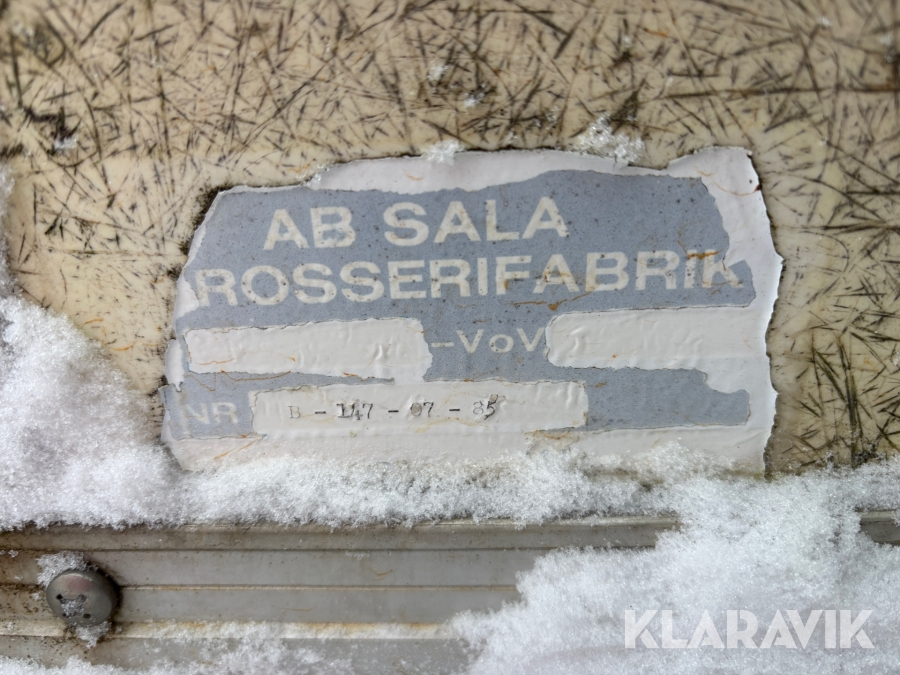 AB SALA
ROSSERIFABRIK
-VoV
NR B - 147 - 07 - 85
KLARAVIK